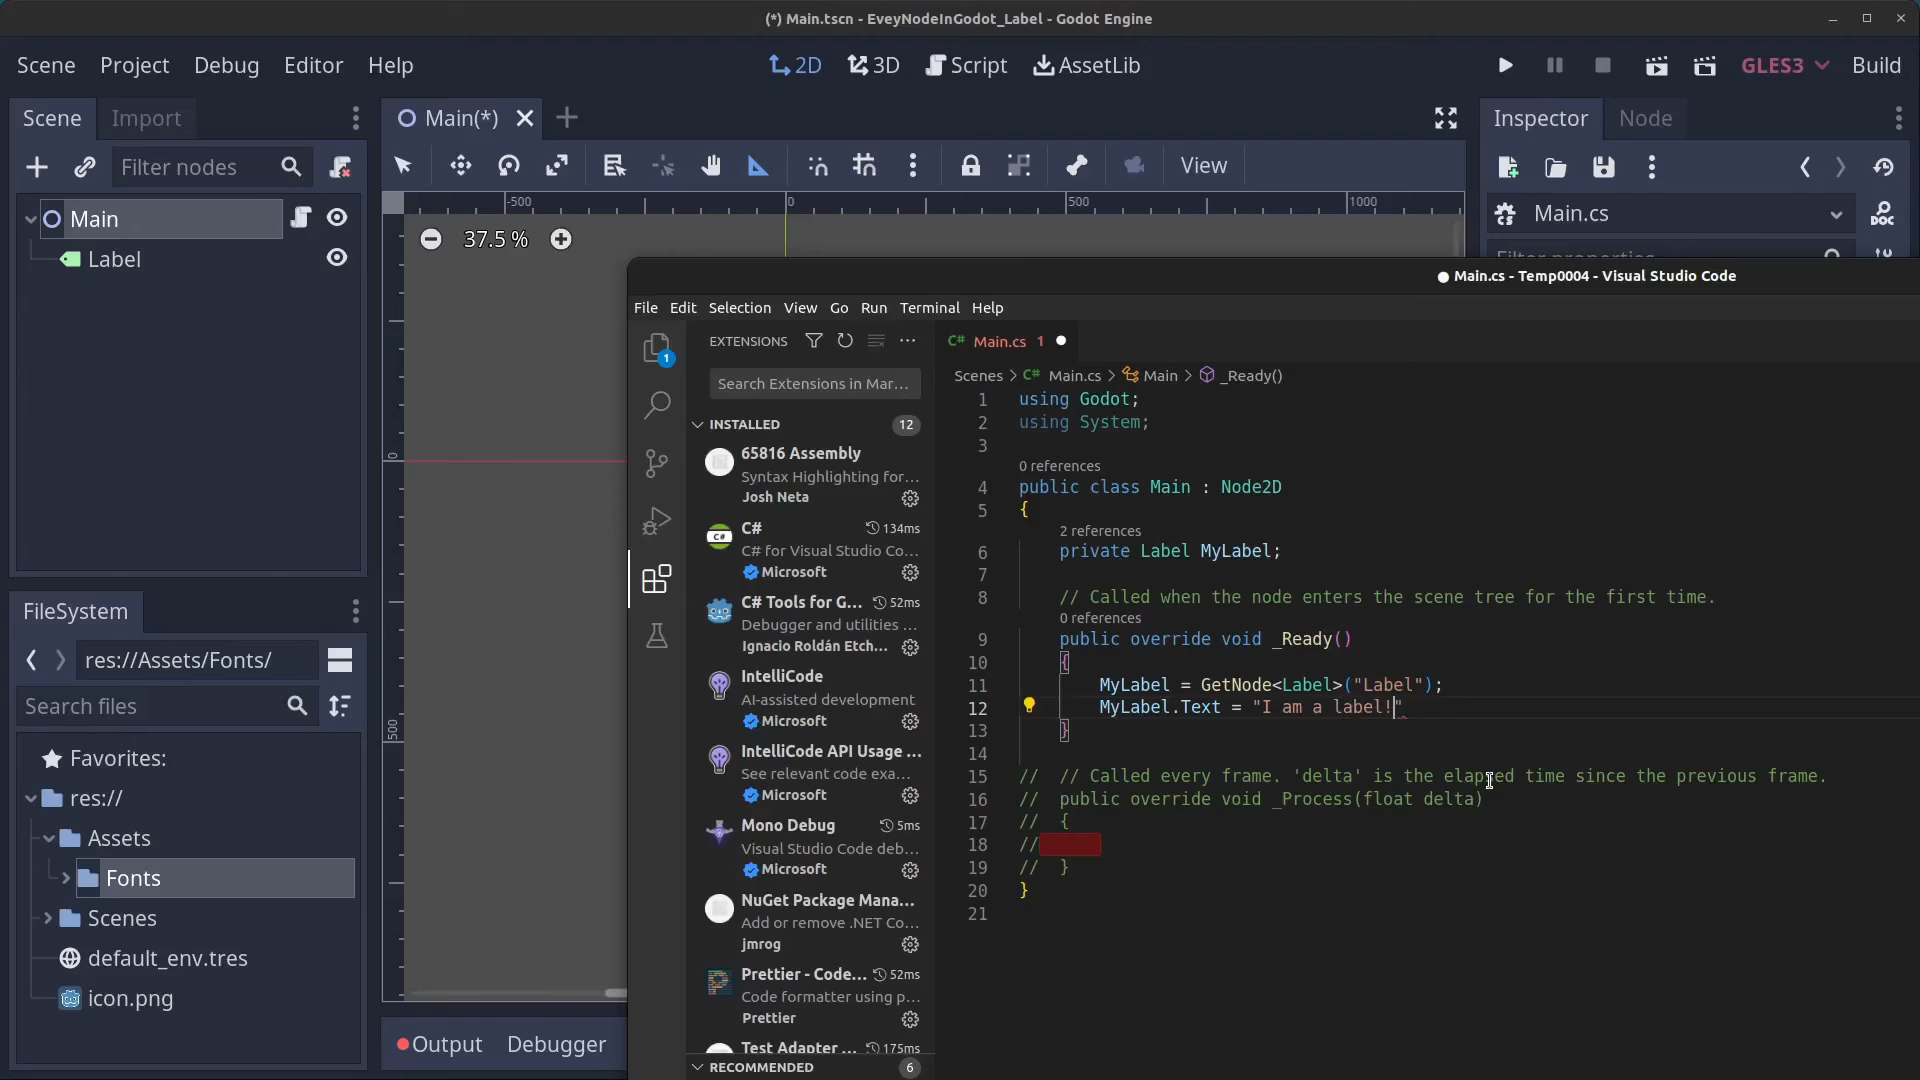 (*) Main.tscn - EveyNodeInGodot_Label - Godot Engine
Scene Project Debug Editor Help
2D 3D Script AssetLib
GLES3 Build
Scene Import
Filter nodes
Main
Label
Main(*)
View
-500 0 500 1000
37.5 %
0
500
Inspector Node
Main.cs
DOC
FileSystem
res://Assets/Fonts/
Search files
Favorites:
res://
Assets
Fonts
Scenes
default_env.tres
icon.png
Output Debugger
● Main.cs - Temp0004 - Visual Studio Code
File Edit Selection View Go Run Terminal Help
1
EXTENSIONS
Search Extensions in Mar...
INSTALLED 12
65816 Assembly
Syntax Highlighting for...
Josh Neta
C# 134ms
C# for Visual Studio Co...
Microsoft
C# Tools for G... 52ms
Debugger and utilities ...
Ignacio Roldán Etch...
IntelliCode
AI-assisted development
Microsoft
IntelliCode API Usage ...
See relevant code exa...
Microsoft
Mono Debug 5ms
Visual Studio Code deb...
Microsoft
NuGet Package Mana...
Add or remove .NET Co...
jmrog
Prettier - Code... 52ms
Code formatter using p...
Prettier
Test Adapter ... 175ms
RECOMMENDED 6
C# Main.cs 1
Scenes > C# Main.cs > Main > _Ready()
1 using Godot;
2 using System;
3
0 references
4 public class Main : Node2D
5 {
2 references
6 private Label MyLabel;
7
8 // Called when the node enters the scene tree for the first time.
0 references
9 public override void _Ready()
10 {
11 MyLabel = GetNode<Label>("Label");
12 MyLabel.Text = "I am a label!"
13 }
14
15 // // Called every frame. 'delta' is the elapsed time since the previous frame.
16 // public override void _Process(float delta)
17 // {
18 //
19 // }
20 }
21